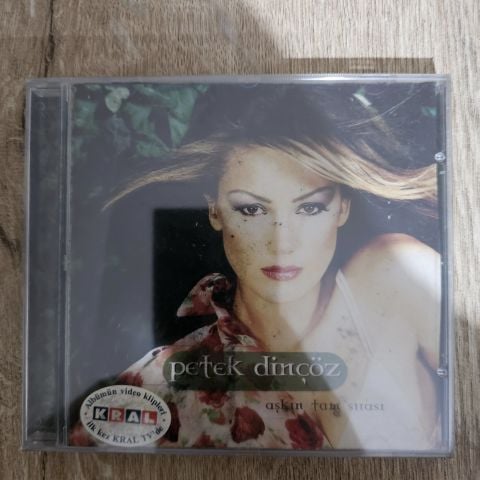 petek dinçöz
aşkın tam sırası
Albümün video klipleri
KRAL
ilk kez KRAL TV'de